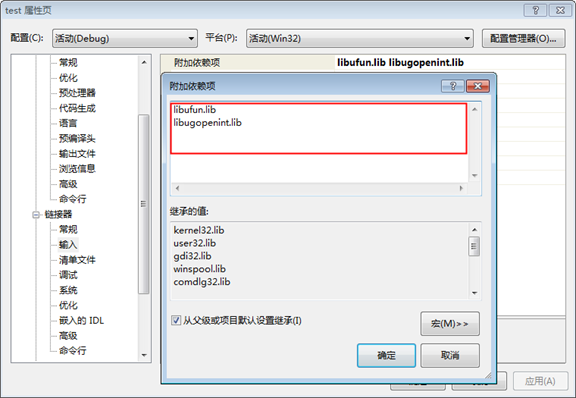 test 属性页
配置(C): 活动(Debug) 平台(P): 活动(Win32) 配置管理器(O)...
常规
优化
预处理器
代码生成
语言
预编译头
输出文件
浏览信息
高级
命令行
链接器
常规
输入
清单文件
调试
系统
优化
嵌入的 IDL
高级
命令行
附加依赖项 libufun.lib libugopenint.lib
附加依赖项
libufun.lib
libugopenint.lib
继承的值:
kernel32.lib
user32.lib
gdi32.lib
winspool.lib
comdlg32.lib
从父级或项目默认设置继承(I)
宏(M)>>
确定 取消
应用(A)